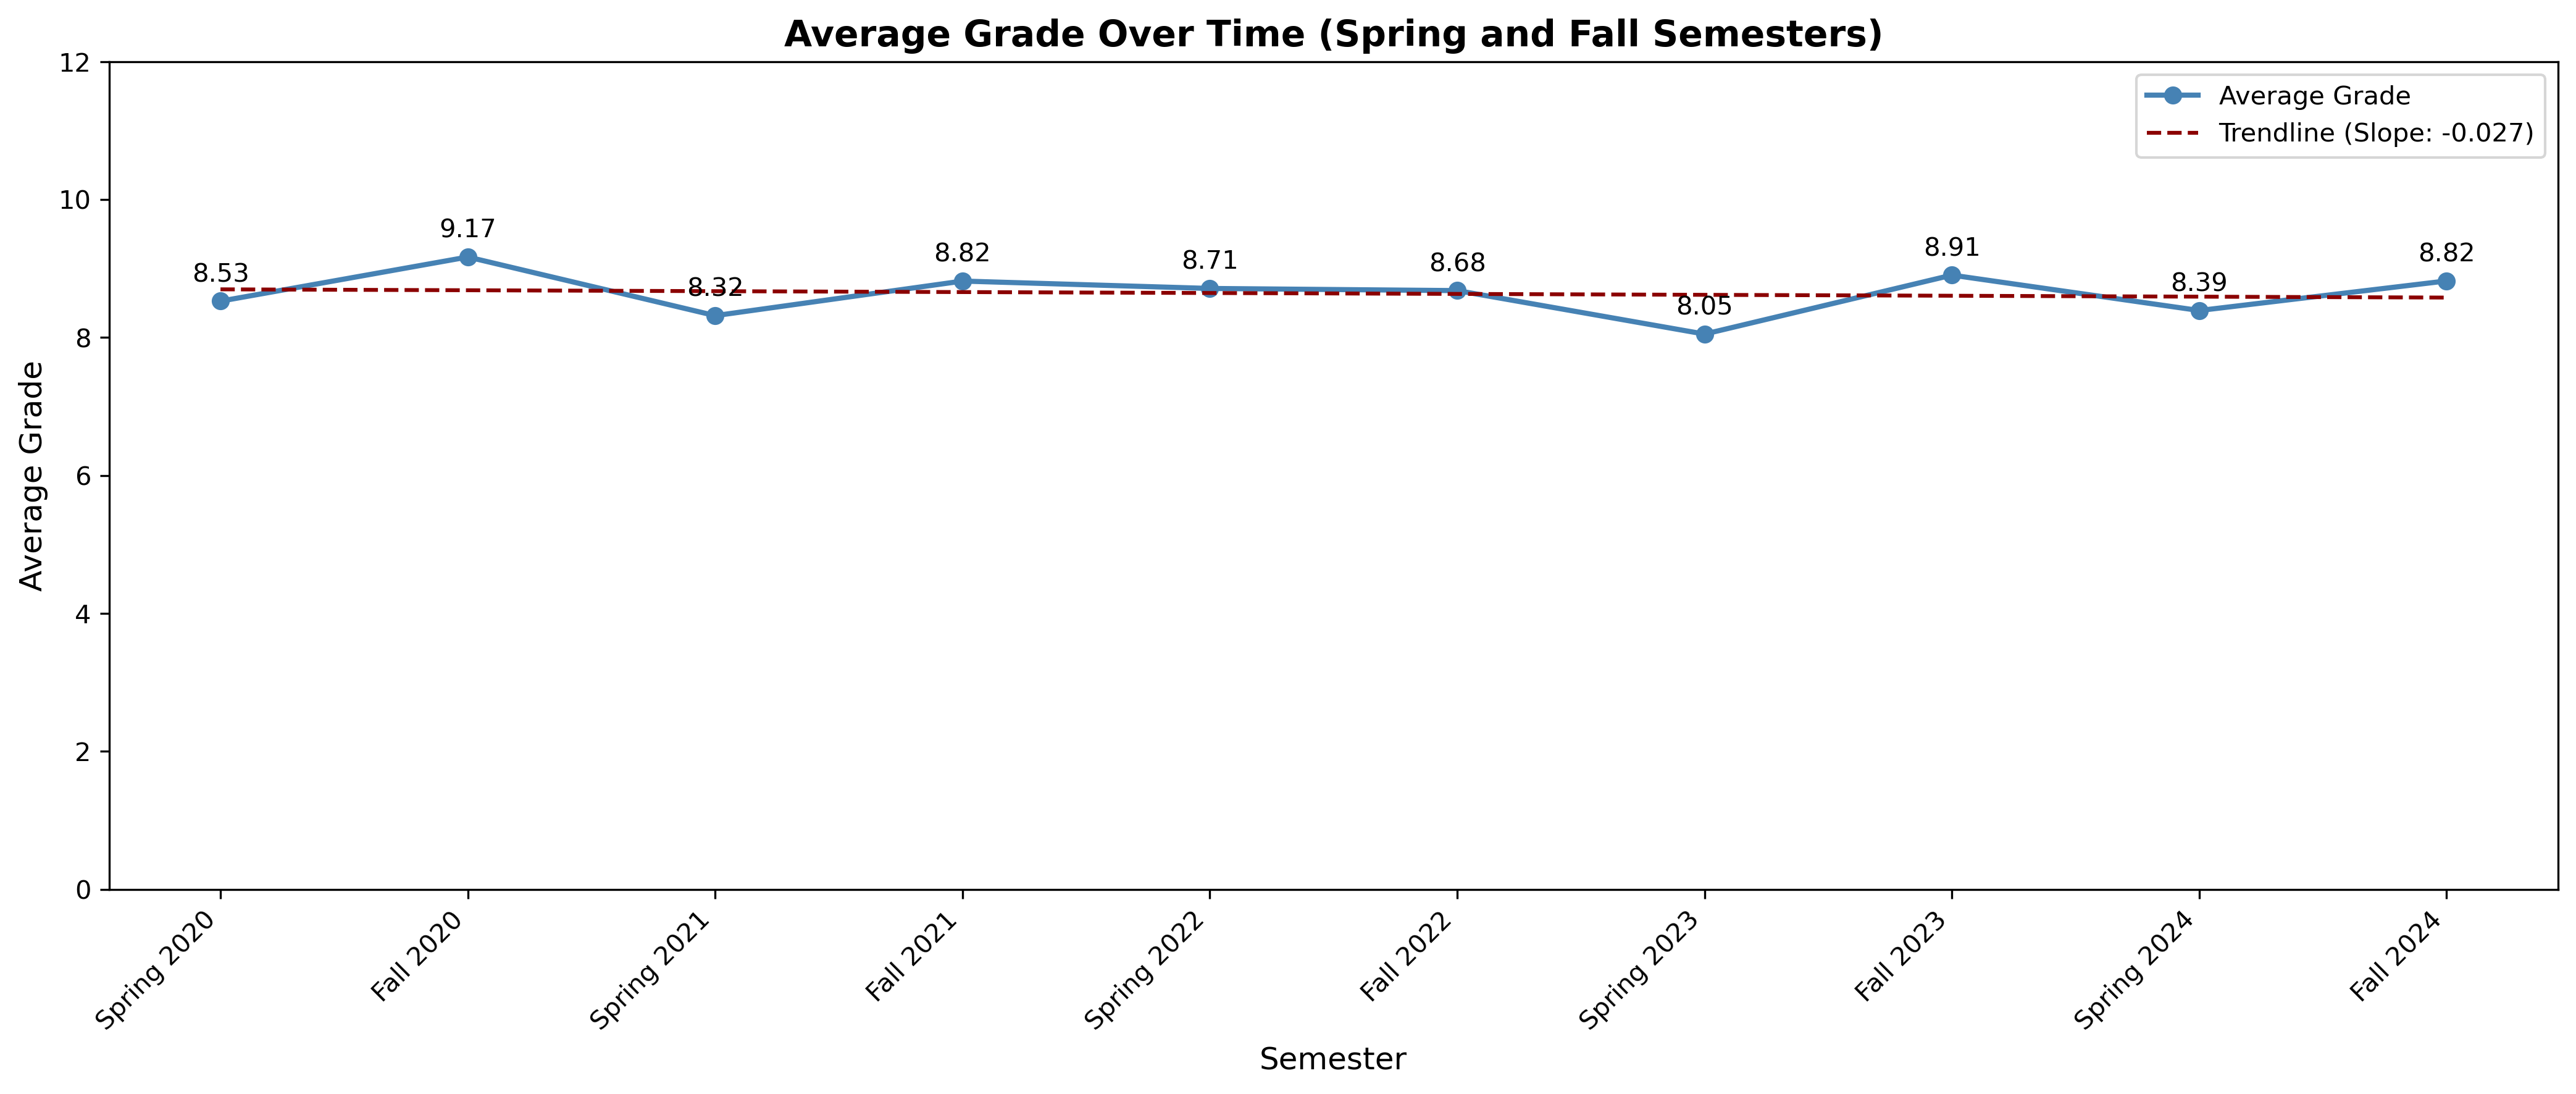 Average Grade Over Time (Spring and Fall Semesters)
12
10
8
6
4
2
0
Average Grade
Average Grade
Trendline (Slope: -0.027)
8.53
9.17
8.32
8.82
8.71
8.68
8.05
8.91
8.39
8.82
Spring 2020
Fall 2020
Spring 2021
Fall 2021
Spring 2022
Fall 2022
Spring 2023
Fall 2023
Spring 2024
Fall 2024
Semester